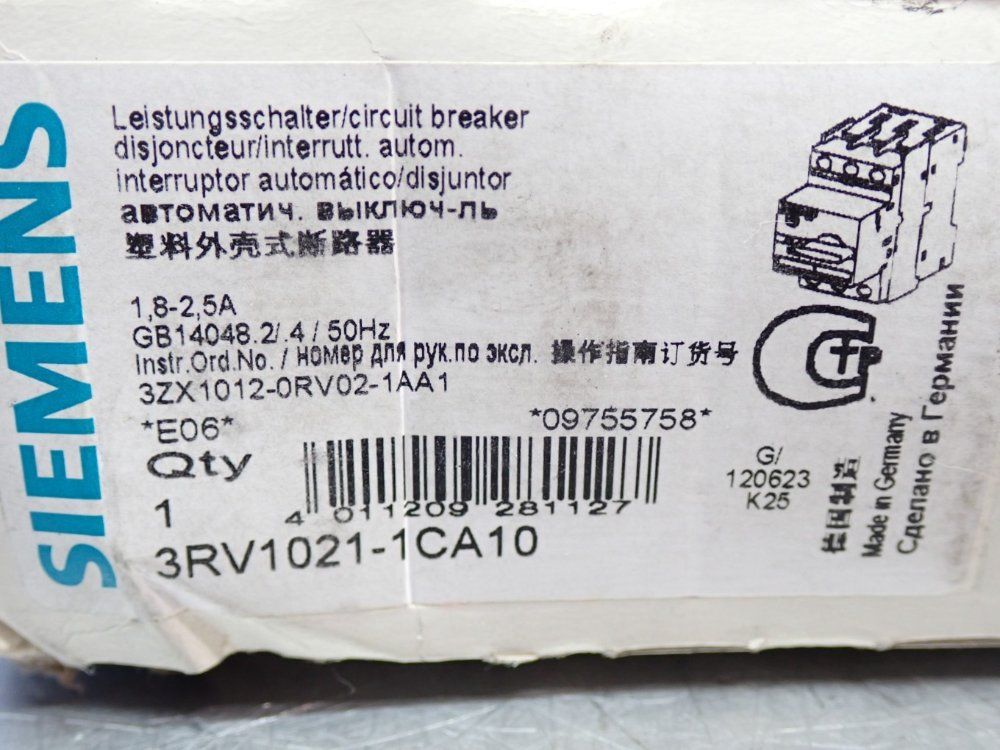 SIEMENS
Leistungsschalter/circuit breaker
disjoncteur/interrutt. autom.
interruptor automático/disjuntor
автоматич. выключ-ль
塑料外壳式断路器
1,8-2,5A
GB14048.2/.4 / 50Hz
Instr.Ord.No. / номер для рук.по эксл. 操作指南订货号
3ZX1012-0RV02-1AA1
*E06*
*09755758*
Qty
1
4 011209 281127
3RV1021-1CA10
G/
120623
K25
德国制造
Made in Germany
Сделано в Германии